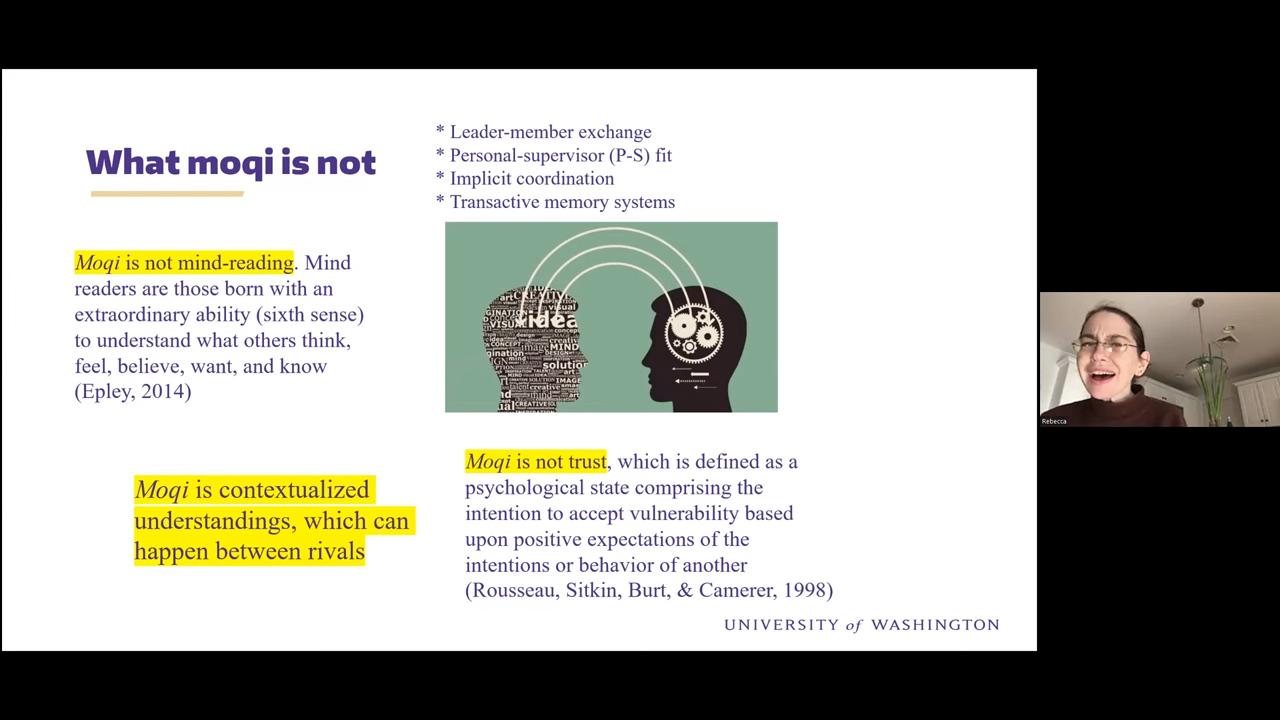 What moqi is not
* Leader-member exchange
* Personal-supervisor (P-S) fit
* Implicit coordination
* Transactive memory systems
Moqi is not mind-reading. Mind
readers are those born with an
extraordinary ability (sixth sense)
to understand what others think,
feel, believe, want, and know
(Epley, 2014)
Moqi is contextualized
understandings, which can
happen between rivals
Moqi is not trust, which is defined as a
psychological state comprising the
intention to accept vulnerability based
upon positive expectations of the
intentions or behavior of another
(Rousseau, Sitkin, Burt, & Camerer, 1998)
UNIVERSITY of WASHINGTON
Rebecca